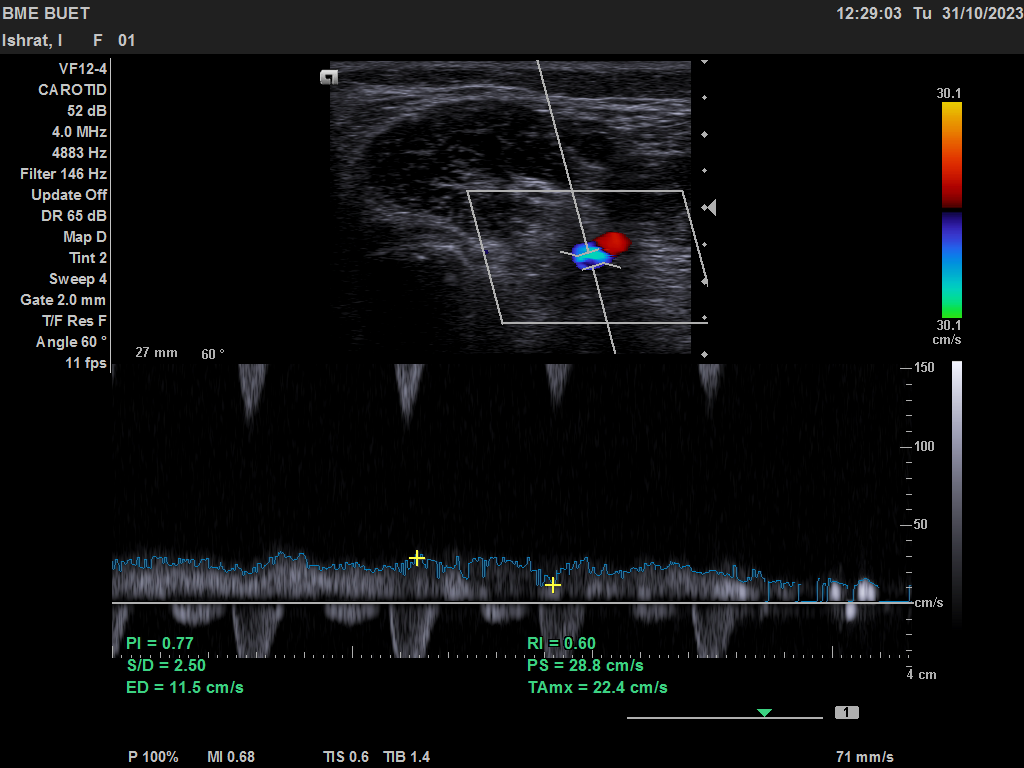 BME BUET
12:29:03 Tu 31/10/2023
Ishrat, I F 01
VF12-4
CAROTID
52 dB
4.0 MHz
4883 Hz
Filter 146 Hz
Update Off
DR 65 dB
Map D
Tint 2
Sweep 4
Gate 2.0 mm
T/F Res F
Angle 60 °
11 fps
27 mm 60 °
30.1
30.1
cm/s
150
100
50
cm/s
4 cm
PI = 0.77
S/D = 2.50
ED = 11.5 cm/s
RI = 0.60
PS = 28.8 cm/s
TAmx = 22.4 cm/s
1
P 100% MI 0.68 TIS 0.6 TIB 1.4 71 mm/s